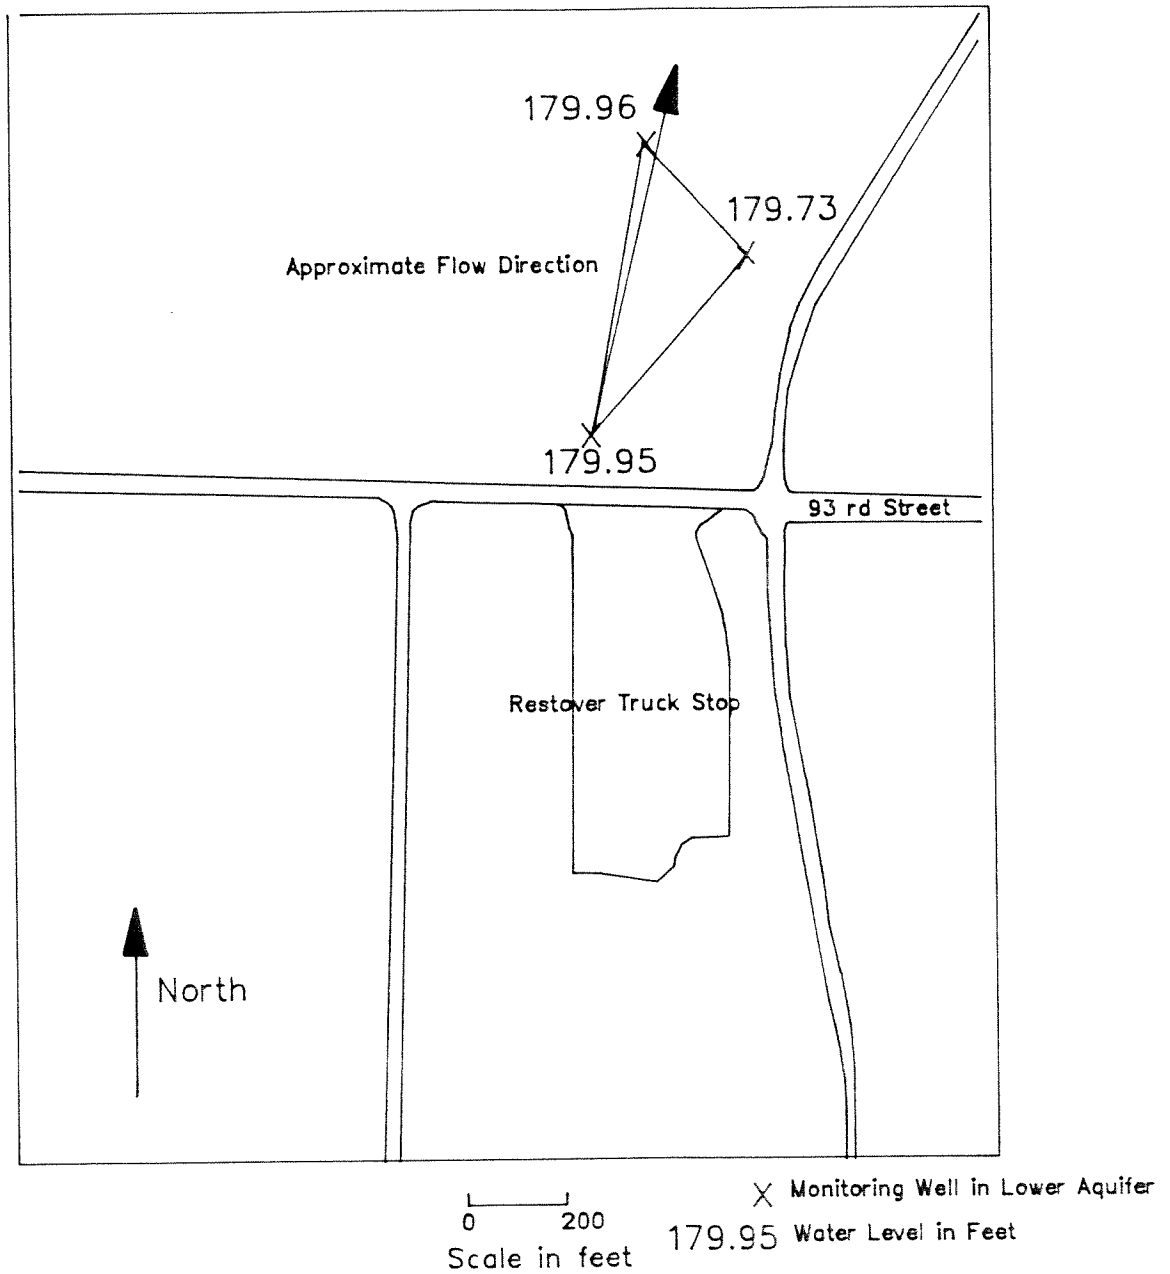 179.96
179.73
Approximate Flow Direction
179.95
93 rd Street
Restover Truck Stop
North
X Monitoring Well in Lower Aquifer
0 200
179.95 Water Level in Feet
Scale in feet